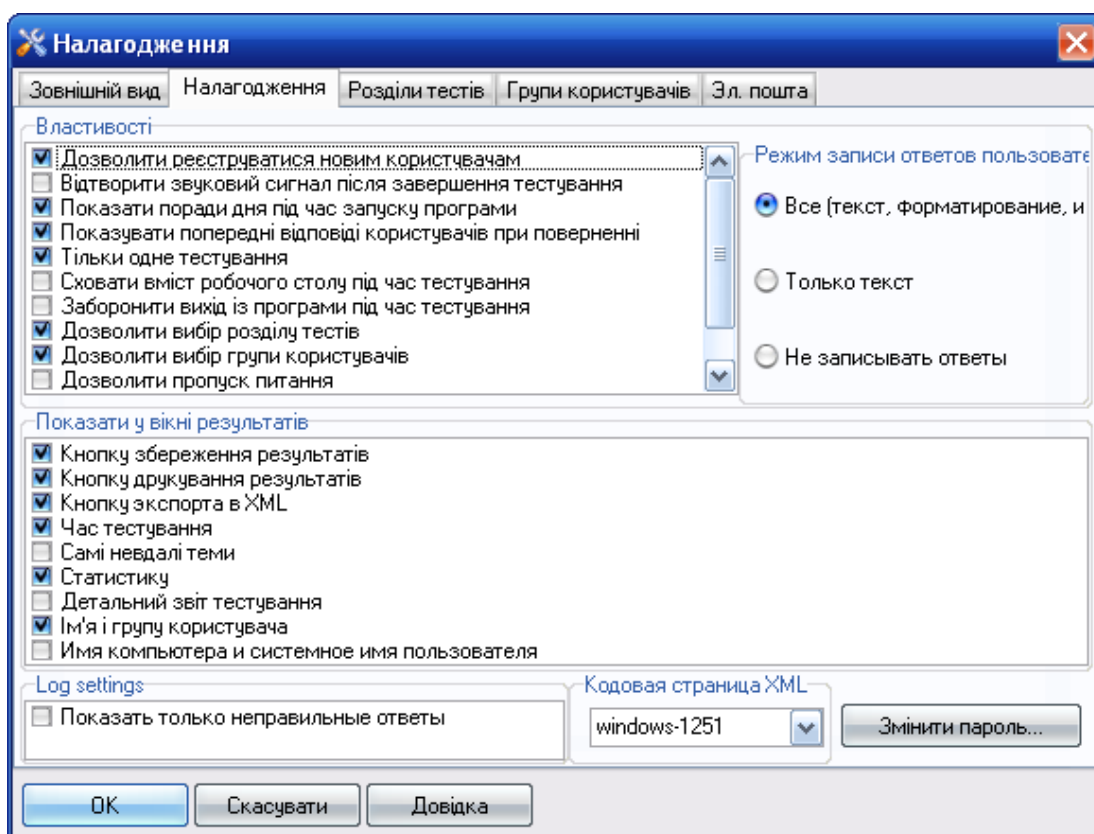 Налагодження
Зовнішній вид Налагодження Розділи тестів Групи користувачів Эл. пошта
Властивості
Дозволити реєструватися новим користувачам
Відтворити звуковий сигнал після завершення тестування
Показати поради дня під час запуску програми
Показувати попередні відповіді користувачів при поверненні
Тільки одне тестування
Сховати вміст робочого столу під час тестування
Заборонити вихід із програми під час тестування
Дозволити вибір розділу тестів
Дозволити вибір групи користувачів
Дозволити пропуск питання
Режим записи ответов пользовате
Все (текст, форматирование, и
Только текст
Не записывать ответы
Показати у вікні результатів
Кнопку збереження результатів
Кнопку друкування результатів
Кнопку экспорта в XML
Час тестування
Самі невдалі теми
Статистику
Детальний звіт тестування
Ім'я і групу користувача
Имя компьютера и системное имя пользователя
Log settings
Показать только неправильные ответы
Кодовая страница XML
windows-1251
Змінити пароль...
OK Скасувати Довідка